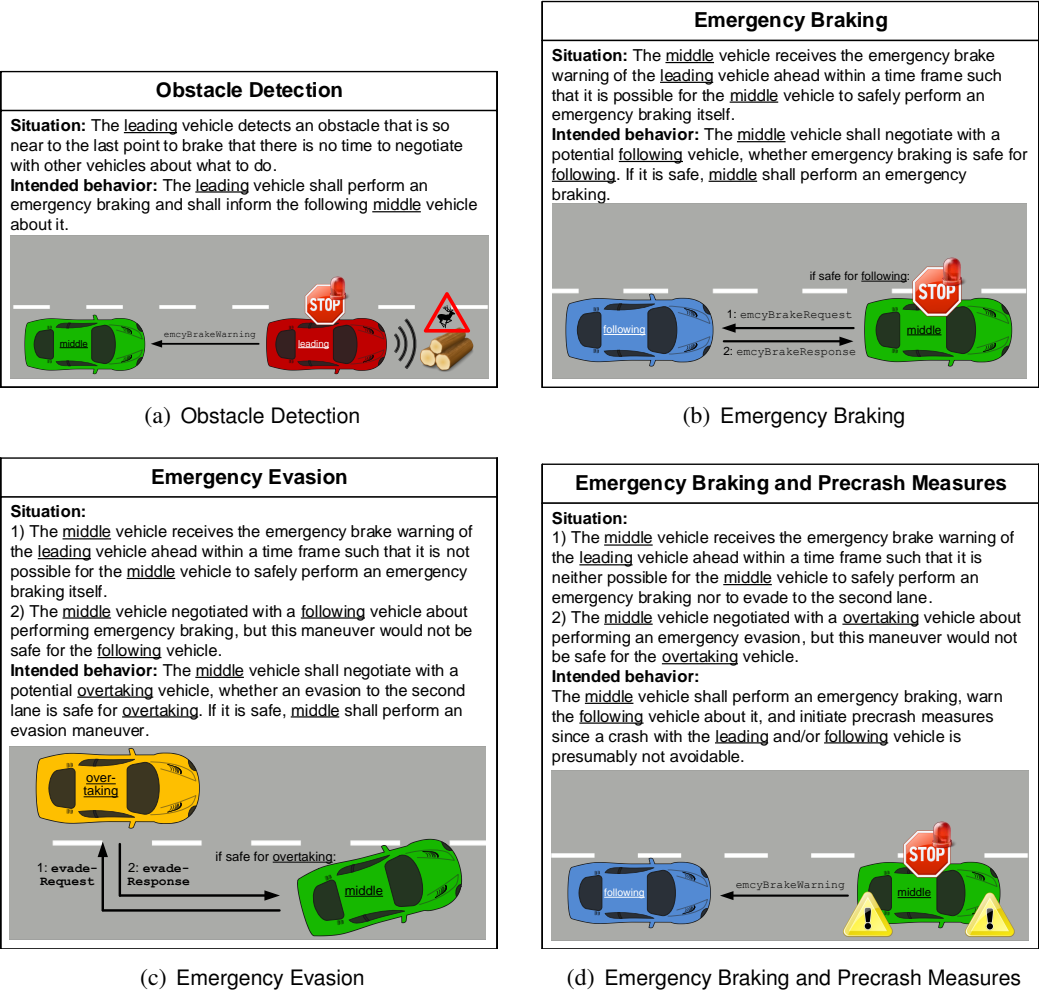 Obstacle Detection
Situation: The leading vehicle detects an obstacle that is so
near to the last point to brake that there is no time to negotiate
with other vehicles about what to do.
Intended behavior: The leading vehicle shall perform an
emergency braking and shall inform the following middle vehicle
about it.
STOP
middle
emcyBrakeWarning
leading
(a) Obstacle Detection
Emergency Braking
Situation: The middle vehicle receives the emergency brake
warning of the leading vehicle ahead within a time frame such
that it is possible for the middle vehicle to safely perform an
emergency braking itself.
Intended behavior: The middle vehicle shall negotiate with a
potential following vehicle, whether emergency braking is safe for
following. If it is safe, middle shall perform an emergency
braking.
if safe for following:
STOP
following
1: emcyBrakeRequest
2: emcyBrakeResponse
middle
(b) Emergency Braking
Emergency Evasion
Situation:
1) The middle vehicle receives the emergency brake warning of
the leading vehicle ahead within a time frame such that it is not
possible for the middle vehicle to safely perform an emergency
braking itself.
2) The middle vehicle negotiated with a following vehicle about
performing emergency braking, but this maneuver would not be
safe for the following vehicle.
Intended behavior: The middle vehicle shall negotiate with a
potential overtaking vehicle, whether an evasion to the second
lane is safe for overtaking. If it is safe, middle shall perform an
evasion maneuver.
over-
taking
1: evade-
Request
2: evade-
Response
if safe for overtaking:
middle
(c) Emergency Evasion
Emergency Braking and Precrash Measures
Situation:
1) The middle vehicle receives the emergency brake warning of
the leading vehicle ahead within a time frame such that it is
neither possible for the middle vehicle to safely perform an
emergency braking nor to evade to the second lane.
2) The middle vehicle negotiated with a overtaking vehicle about
performing an emergency evasion, but this maneuver would not
be safe for the overtaking vehicle.
Intended behavior:
The middle vehicle shall perform an emergency braking, warn
the following vehicle about it, and initiate precrash measures
since a crash with the leading and/or following vehicle is
presumably not avoidable.
STOP
following
emcyBrakeWarning
middle
! !
(d) Emergency Braking and Precrash Measures